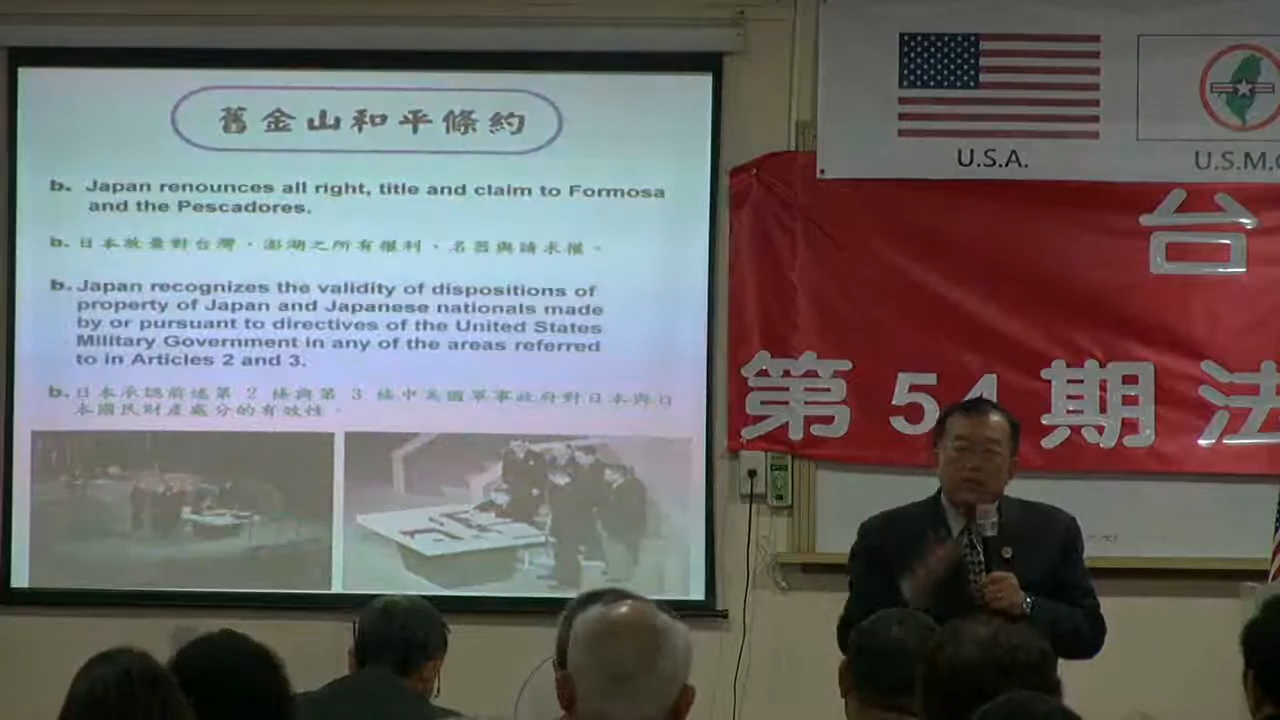 舊金山和平條約
b. Japan renounces all right, title and claim to Formosa
and the Pescadores.
b. 日本放棄對台灣、澎湖之所有權利、名器與請求權。
b. Japan recognizes the validity of dispositions of
property of Japan and Japanese nationals made
by or pursuant to directives of the United States
Military Government in any of the areas referred
to in Articles 2 and 3.
b. 日本承認前述第 2 條與第 3 條中美國軍事政府對日本與日
本國民財產處分的有效性。
U.S.A.
U.S.M.G
台
第 54 期 法